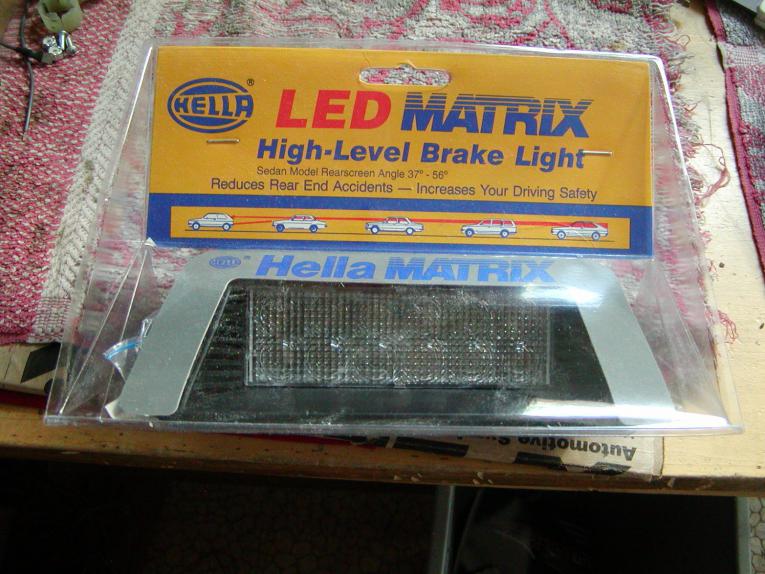 HELLA ®
LED MATRIX
High-Level Brake Light
Sedan Model Rearscreen Angle 37° - 56°
Reduces Rear End Accidents — Increases Your Driving Safety
HELLA Hella MATRIX
Automotive